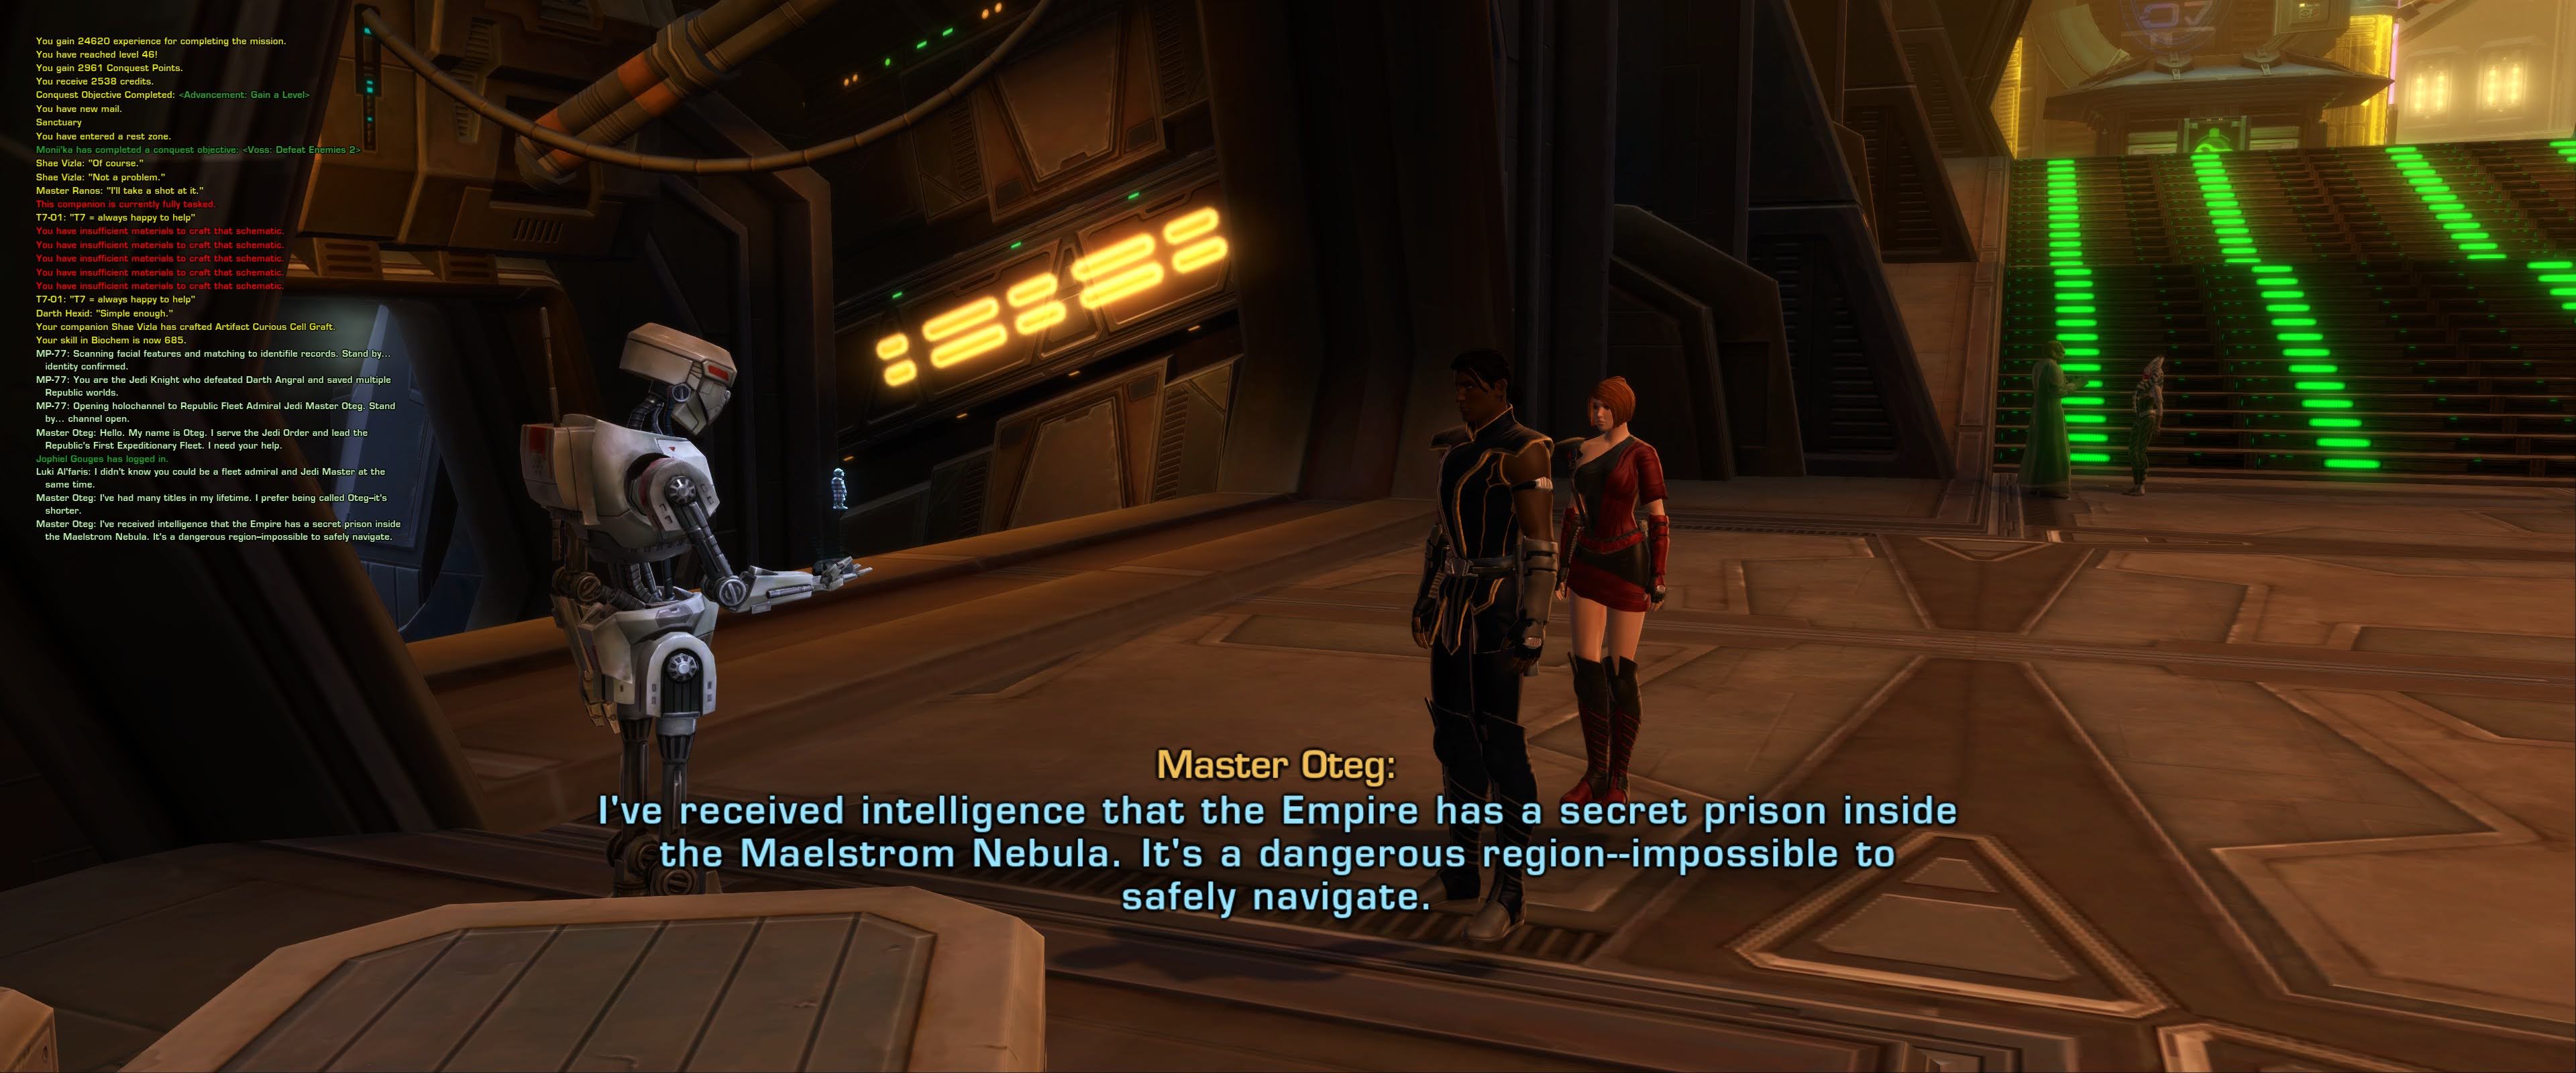 You gain 24620 experience for completing the mission.
You have reached level 46!
You gain 2961 Conquest Points.
You receive 2538 credits.
Conquest Objective Completed: <Advancement: Gain a Level>
You have new mail.
Sanctuary
You have entered a rest zone.
Monii'ka has completed a conquest objective: <Voss: Defeat Enemies 2>
Shae Vizla: "Of course."
Shae Vizla: "Not a problem."
Master Ranos: "I'll take a shot at it."
This companion is currently fully tasked.
T7-01: "T7 = always happy to help"
You have insufficient materials to craft that schematic.
You have insufficient materials to craft that schematic.
You have insufficient materials to craft that schematic.
You have insufficient materials to craft that schematic.
You have insufficient materials to craft that schematic.
T7-01: "T7 = always happy to help"
Darth Hexid: "Simple enough."
Your companion Shae Vizla has crafted Artifact Curious Cell Graft.
Your skill in Biochem is now 685.
MP-77: Scanning facial features and matching to identifile records. Stand by...
identity confirmed.
MP-77: You are the Jedi Knight who defeated Darth Angral and saved multiple
Republic worlds.
MP-77: Opening holochannel to Republic Fleet Admiral Jedi Master Oteg. Stand
by... channel open.
Master Oteg: Hello. My name is Oteg. I serve the Jedi Order and lead the
Republic's First Expeditionary Fleet. I need your help.
Jophiel Gouges has logged in.
Luki Al'faris: I didn't know you could be a fleet admiral and Jedi Master at the
same time.
Master Oteg: I've had many titles in my lifetime. I prefer being called Oteg--it's
shorter.
Master Oteg: I've received intelligence that the Empire has a secret prison inside
the Maelstrom Nebula. It's a dangerous region--impossible to safely navigate.
Master Oteg:
I've received intelligence that the Empire has a secret prison inside
the Maelstrom Nebula. It's a dangerous region--impossible to
safely navigate.